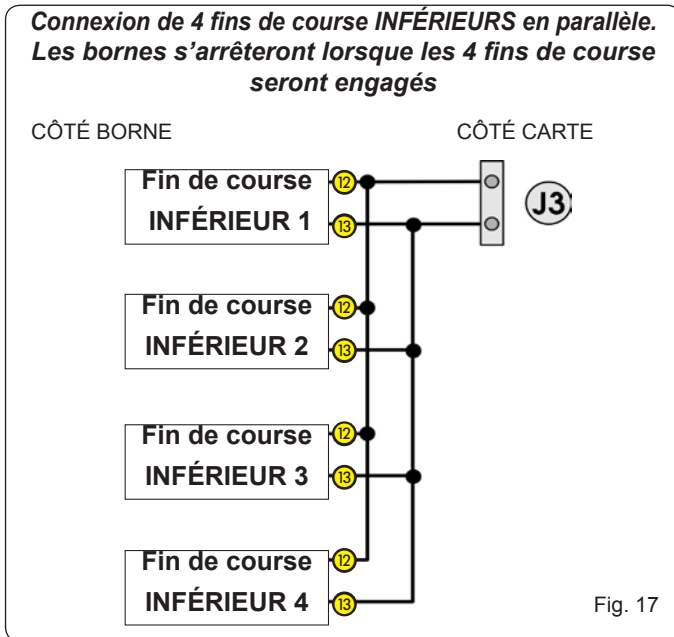 Connexion de 4 fins de course INFÉRIEURS en parallèle.
Les bornes s’arrêteront lorsque les 4 fins de course
seront engagés
CÔTÉ BORNE
CÔTÉ CARTE
Fin de course 12
INFÉRIEUR 1 13
J3
Fin de course 12
INFÉRIEUR 2 13
Fin de course 12
INFÉRIEUR 3 13
Fin de course 12
INFÉRIEUR 4 13
Fig. 17